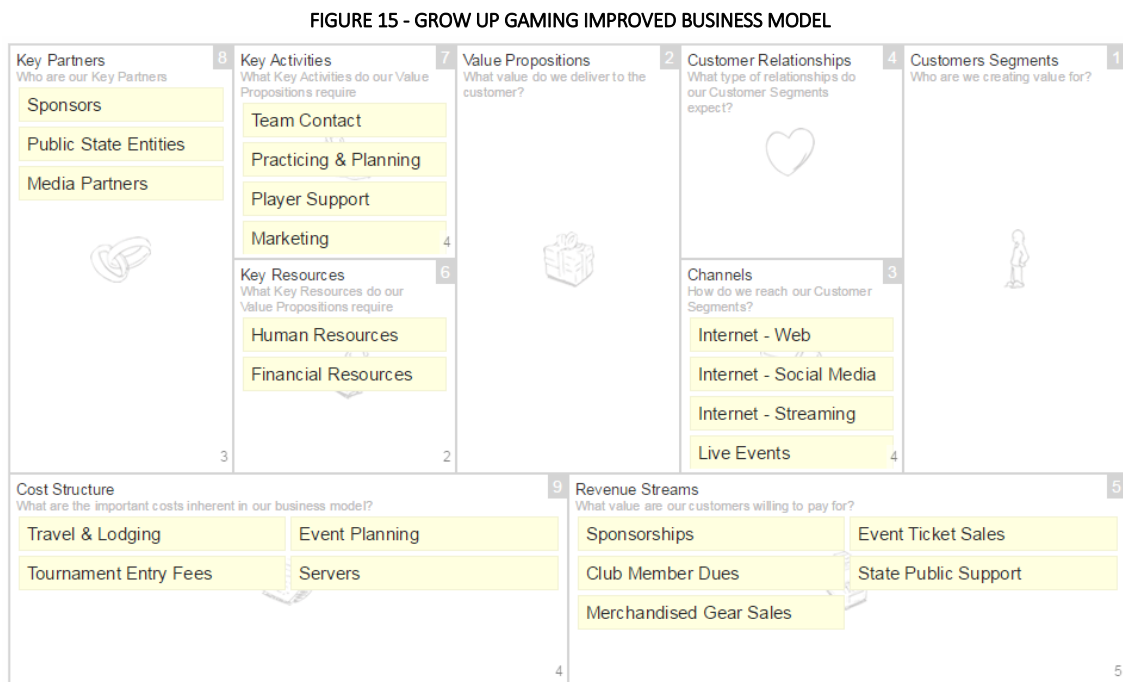 FIGURE 15 - GROW UP GAMING IMPROVED BUSINESS MODEL
Key Partners
8
Who are our Key Partners
Sponsors
Public State Entities
Media Partners
3
Key Activities
7
What Key Activities do our Value
Propositions require
Team Contact
Practicing & Planning
Player Support
Marketing
4
Key Resources
6
What Key Resources do our
Value Propositions require
Human Resources
Financial Resources
2
Value Propositions
2
What value do we deliver to the
customer?
Customer Relationships
4
What type of relationships do
our Customer Segments
expect?
Channels
3
How do we reach our Customer
Segments?
Internet - Web
Internet - Social Media
Internet - Streaming
Live Events
4
Customers Segments
1
Who are we creating value for?
Cost Structure
9
What are the important costs inherent in our business model?
Travel & Lodging
Event Planning
Tournament Entry Fees
Servers
4
Revenue Streams
5
What value are our customers willing to pay for?
Sponsorships
Event Ticket Sales
Club Member Dues
State Public Support
Merchandised Gear Sales
5